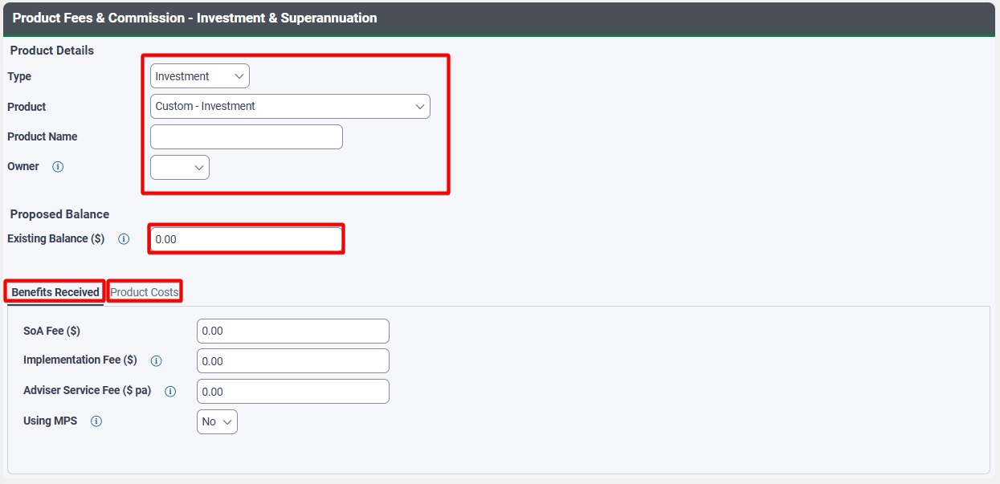 Product Fees & Commission - Investment & Superannuation
Product Details
Type Investment
Product Custom - Investment
Product Name
Owner
Proposed Balance
Existing Balance ($) 0.00
Benefits Received Product Costs
SoA Fee ($) 0.00
Implementation Fee ($) 0.00
Adviser Service Fee ($ pa) 0.00
Using MPS No